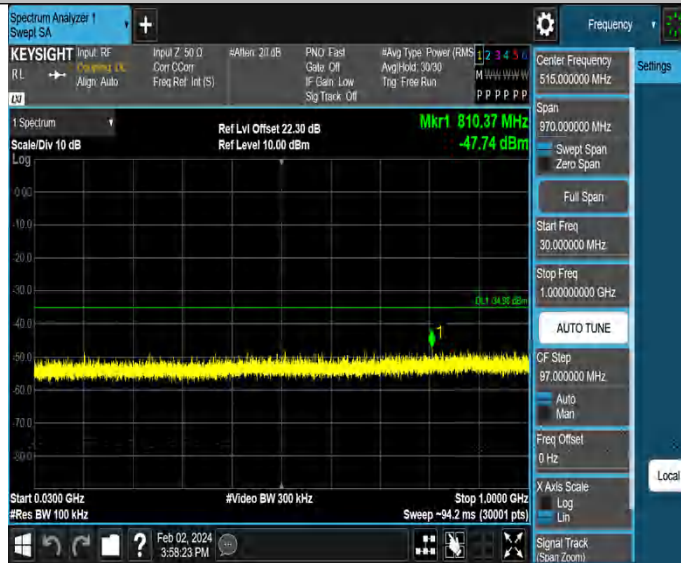 Spectrum Analyzer 1
Swept SA
+
Frequency
KEYSIGHT
RL
Input: RF
Coupling: DC
Align: Auto
Input Z: 50 Ω
Corr CCorr
Freq Ref: Int (S)
#Atten: 20 dB
PNO: Fast
Gate: Off
IF Gain: Low
Sig Track: Off
#Avg Type: Power (RMS
Avg|Hold: 30/30
Trig: Free Run
1 2 3 4 5 6
M W W W W W
P P P P P P
LXI
1 Spectrum
Scale/Div 10 dB
Log
Ref Lvl Offset 22.30 dB
Ref Level 10.00 dBm
Mkr1 810.37 MHz
-47.74 dBm
0.00
-10.0
-20.0
-30.0
-40.0
-50.0
-60.0
-70.0
-80.0
1
Start 0.0300 GHz
#Res BW 100 kHz
#Video BW 300 kHz
Stop 1.0000 GHz
Sweep ~94.2 ms (30001 pts)
Center Frequency
515.000000 MHz
Settings
Span
970.000000 MHz
Swept Span
Zero Span
Full Span
Start Freq
30.000000 MHz
Stop Freq
1.000000000 GHz
AUTO TUNE
CF Step
97.000000 MHz
Auto
Man
Freq Offset
0 Hz
Local
X Axis Scale
Log
Lin
Signal Track
(Span Zoom)
?
Feb 02, 2024
3:58:23 PM